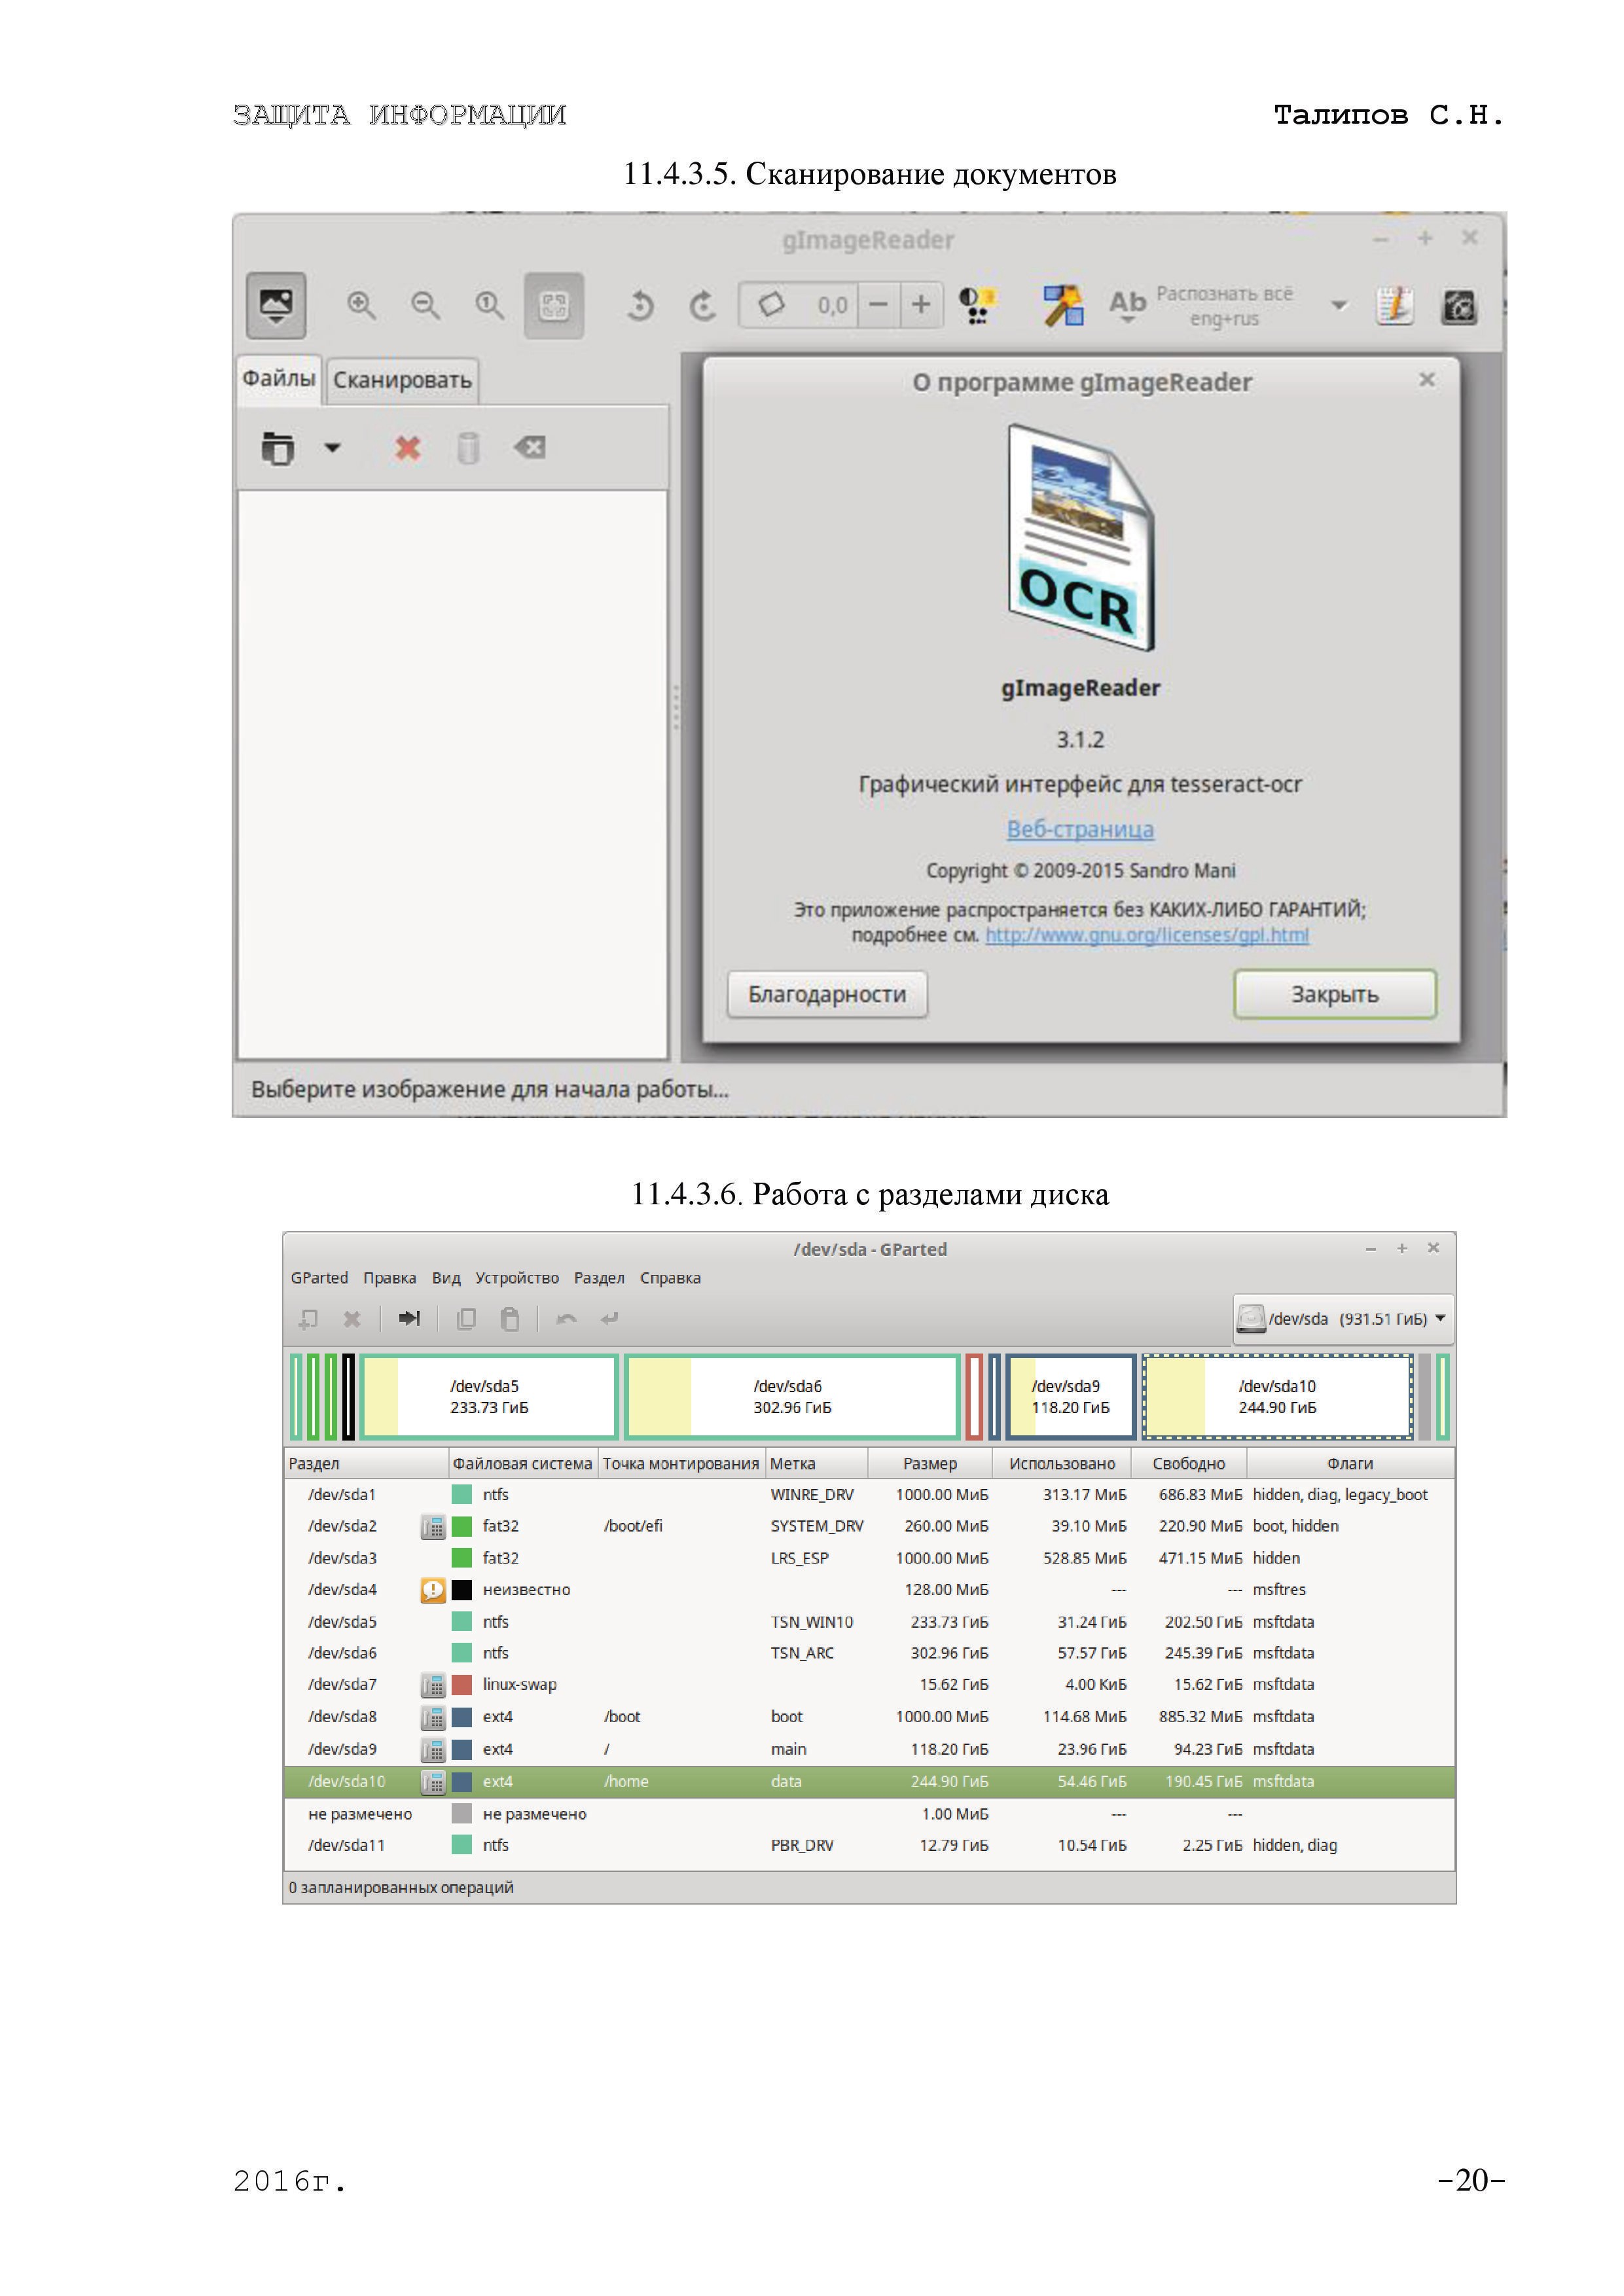 ЗАЩИТА ИНФОРМАЦИИ Талипов С.Н.
11.4.3.5. Сканирование документов
gImageReader
0,0 Ab Распознать всё
eng+rus
Файлы Сканировать
О программе gImageReader
OCR
gImageReader
3.1.2
Графический интерфейс для tesseract-ocr
Веб-страница
Copyright © 2009-2015 Sandro Mani
Это приложение распространяется без КАКИХ-ЛИБО ГАРАНТИЙ;
подробнее см. http://www.gnu.org/licenses/gpl.html
Благодарности Закрыть
Выберите изображение для начала работы...
11.4.3.6. Работа с разделами диска
/dev/sda - GParted
GParted Правка Вид Устройство Раздел Справка
/dev/sda (931.51 ГиБ)
/dev/sda5 /dev/sda6 /dev/sda9 /dev/sda10
233.73 ГиБ 302.96 ГиБ 118.20 ГиБ 244.90 ГиБ
Раздел Файловая система Точка монтирования Метка Размер Использовано Свободно Флаги
/dev/sda1 ntfs WINRE_DRV 1000.00 МиБ 313.17 МиБ 686.83 МиБ hidden, diag, legacy_boot
/dev/sda2 fat32 /boot/efi SYSTEM_DRV 260.00 МиБ 39.10 МиБ 220.90 МиБ boot, hidden
/dev/sda3 fat32 LRS_ESP 1000.00 МиБ 528.85 МиБ 471.15 МиБ hidden
/dev/sda4 неизвестно 128.00 МиБ --- --- msftres
/dev/sda5 ntfs TSN_WIN10 233.73 ГиБ 31.24 ГиБ 202.50 ГиБ msftdata
/dev/sda6 ntfs TSN_ARC 302.96 ГиБ 57.57 ГиБ 245.39 ГиБ msftdata
/dev/sda7 linux-swap 15.62 ГиБ 4.00 КиБ 15.62 ГиБ msftdata
/dev/sda8 ext4 /boot boot 1000.00 МиБ 114.68 МиБ 885.32 МиБ msftdata
/dev/sda9 ext4 / main 118.20 ГиБ 23.96 ГиБ 94.23 ГиБ msftdata
/dev/sda10 ext4 /home data 244.90 ГиБ 54.46 ГиБ 190.45 ГиБ msftdata
не размечено не размечено 1.00 МиБ --- ---
/dev/sda11 ntfs PBR_DRV 12.79 ГиБ 10.54 ГиБ 2.25 ГиБ hidden, diag
0 запланированных операций
2016г. -20-